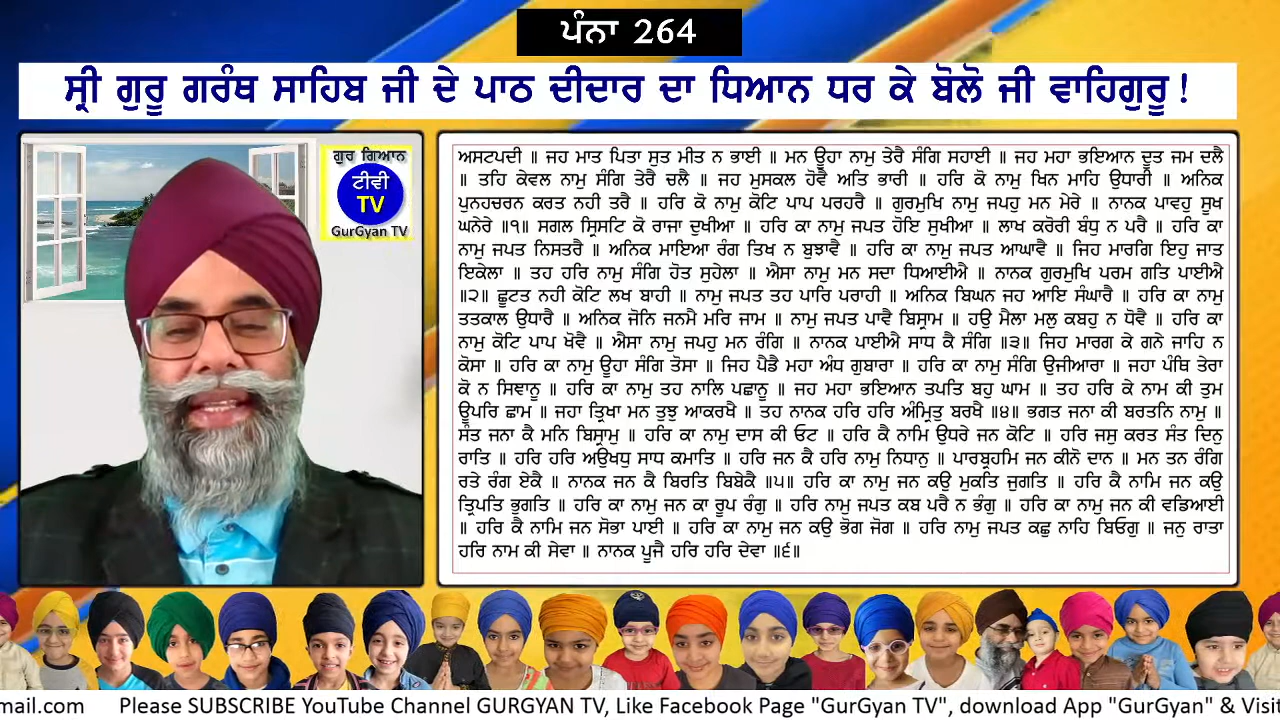 ਪੰਨਾ 264
ਸ੍ਰੀ ਗੁਰੂ ਗਰੰਥ ਸਾਹਿਬ ਜੀ ਦੇ ਪਾਠ ਦੀਦਾਰ ਦਾ ਧਿਆਨ ਧਰ ਕੇ ਬੋਲੋ ਜੀ ਵਾਹਿਗੁਰੂ !
ਗੁਰ ਗਿਆਨ
ਟੀਵੀ
TV
GurGyan TV
ਅਸਟਪਦੀ ॥ ਜਹ ਮਾਤ ਪਿਤਾ ਸੁਤ ਮੀਤ ਨ ਭਾਈ ॥ ਮਨ ਊਹਾ ਨਾਮੁ ਤੇਰੈ ਸੰਗਿ ਸਹਾਈ ॥ ਜਹ ਮਹਾ ਭਇਆਨ ਦੂਤ ਜਮ ਦਲੈ
॥ ਤਹਿ ਕੇਵਲ ਨਾਮੁ ਸੰਗਿ ਤੇਰੈ ਚਲੈ ॥ ਜਹ ਮੁਸਕਲ ਹੋਵੈ ਅਤਿ ਭਾਰੀ ॥ ਹਰਿ ਕੋ ਨਾਮੁ ਖਿਨ ਮਾਹਿ ਉਧਾਰੀ ॥ ਅਨਿਕ
ਪੁਨਹਚਰਨ ਕਰਤ ਨਹੀ ਤਰੈ ॥ ਹਰਿ ਕੋ ਨਾਮੁ ਕੋਟਿ ਪਾਪ ਪਰਹਰੈ ॥ ਗੁਰਮੁਖਿ ਨਾਮੁ ਜਪਹੁ ਮਨ ਮੇਰੇ ॥ ਨਾਨਕ ਪਾਵਹੁ ਸੂਖ
ਘਨੇਰੇ ॥੧॥ ਸਗਲ ਸ੍ਰਿਸਟਿ ਕੋ ਰਾਜਾ ਦੁਖੀਆ ॥ ਹਰਿ ਕਾ ਨਾਮੁ ਜਪਤ ਹੋਇ ਸੁਖੀਆ ॥ ਲਾਖ ਕਰੋਰੀ ਬੰਧੁ ਨ ਪਰੈ ॥ ਹਰਿ ਕਾ
ਨਾਮੁ ਜਪਤ ਨਿਸਤਰੈ ॥ ਅਨਿਕ ਮਾਇਆ ਰੰਗ ਤਿਖ ਨ ਬੁਝਾਵੈ ॥ ਹਰਿ ਕਾ ਨਾਮੁ ਜਪਤ ਆਘਾਵੈ ॥ ਜਿਹ ਮਾਰਗਿ ਇਹੁ ਜਾਤ
ਇਕੇਲਾ ॥ ਤਹ ਹਰਿ ਨਾਮੁ ਸੰਗਿ ਹੋਤ ਸੁਹੇਲਾ ॥ ਐਸਾ ਨਾਮੁ ਮਨ ਸਦਾ ਧਿਆਈਐ ॥ ਨਾਨਕ ਗੁਰਮੁਖਿ ਪਰਮ ਗਤਿ ਪਾਈਐ
॥੨॥ ਛੂਟਤ ਨਹੀ ਕੋਟਿ ਲਖ ਬਾਹੀ ॥ ਨਾਮੁ ਜਪਤ ਤਹ ਪਾਰਿ ਪਰਾਹੀ ॥ ਅਨਿਕ ਬਿਘਨ ਜਹ ਆਇ ਸੰਘਾਰੈ ॥ ਹਰਿ ਕਾ ਨਾਮੁ
ਤਤਕਾਲ ਉਧਾਰੈ ॥ ਅਨਿਕ ਜੋਨਿ ਜਨਮੈ ਮਰਿ ਜਾਮ ॥ ਨਾਮੁ ਜਪਤ ਪਾਵੈ ਬਿਸ੍ਰਾਮ ॥ ਹਉ ਮੈਲਾ ਮਲੁ ਕਬਹੁ ਨ ਧੋਵੈ ॥ ਹਰਿ ਕਾ
ਨਾਮੁ ਕੋਟਿ ਪਾਪ ਖੋਵੈ ॥ ਐਸਾ ਨਾਮੁ ਜਪਹੁ ਮਨ ਰੰਗਿ ॥ ਨਾਨਕ ਪਾਈਐ ਸਾਧ ਕੈ ਸੰਗਿ ॥੩॥ ਜਿਹ ਮਾਰਗ ਕੇ ਗਨੇ ਜਾਹਿ ਨ
ਕੋਸਾ ॥ ਹਰਿ ਕਾ ਨਾਮੁ ਊਹਾ ਸੰਗਿ ਤੋਸਾ ॥ ਜਿਹ ਪੈਡੈ ਮਹਾ ਅੰਧ ਗੁਬਾਰਾ ॥ ਹਰਿ ਕਾ ਨਾਮੁ ਸੰਗਿ ਉਜੀਆਰਾ ॥ ਜਹਾ ਪੰਥਿ ਤੇਰਾ
ਕੋ ਨ ਸਿਞਾਨੂ ॥ ਹਰਿ ਕਾ ਨਾਮੁ ਤਹ ਨਾਲਿ ਪਛਾਨੂ ॥ ਜਹ ਮਹਾ ਭਇਆਨ ਤਪਤਿ ਬਹੁ ਘਾਮ ॥ ਤਹ ਹਰਿ ਕੇ ਨਾਮ ਕੀ ਤੁਮ
ਊਪਰਿ ਛਾਮ ॥ ਜਹਾ ਤ੍ਰਿਖਾ ਮਨ ਤੁਝੁ ਆਕਰਖੈ ॥ ਤਹ ਨਾਨਕ ਹਰਿ ਹਰਿ ਅੰਮ੍ਰਿਤੁ ਬਰਖੈ ॥੪॥ ਭਗਤ ਜਨਾ ਕੀ ਬਰਤਨਿ ਨਾਮੁ ॥
ਸੰਤ ਜਨਾ ਕੈ ਮਨਿ ਬਿਸ੍ਰਾਮੁ ॥ ਹਰਿ ਕਾ ਨਾਮੁ ਦਾਸ ਕੀ ਓਟ ॥ ਹਰਿ ਕੈ ਨਾਮਿ ਉਧਰੇ ਜਨ ਕੋਟਿ ॥ ਹਰਿ ਜਸੁ ਕਰਤ ਸੰਤ ਦਿਨੁ
ਰਾਤਿ ॥ ਹਰਿ ਹਰਿ ਅਉਖਧੁ ਸਾਧ ਕਮਾਤਿ ॥ ਹਰਿ ਜਨ ਕੈ ਹਰਿ ਨਾਮੁ ਨਿਧਾਨੁ ॥ ਪਾਰਬ੍ਰਹਮਿ ਜਨ ਕੀਨੋ ਦਾਨ ॥ ਮਨ ਤਨ ਰੰਗਿ
ਰਤੇ ਰੰਗ ਏਕੈ ॥ ਨਾਨਕ ਜਨ ਕੈ ਬਿਰਤਿ ਬਿਬੇਕੈ ॥੫॥ ਹਰਿ ਕਾ ਨਾਮੁ ਜਨ ਕਉ ਮੁਕਤਿ ਜੁਗਤਿ ॥ ਹਰਿ ਕੈ ਨਾਮਿ ਜਨ ਕਉ
ਤ੍ਰਿਪਤਿ ਭੁਗਤਿ ॥ ਹਰਿ ਕਾ ਨਾਮੁ ਜਨ ਕਾ ਰੂਪ ਰੰਗੁ ॥ ਹਰਿ ਨਾਮੁ ਜਪਤ ਕਬ ਪਰੈ ਨ ਭੰਗੁ ॥ ਹਰਿ ਕਾ ਨਾਮੁ ਜਨ ਕੀ ਵਡਿਆਈ
॥ ਹਰਿ ਕੈ ਨਾਮਿ ਜਨ ਸੋਭਾ ਪਾਈ ॥ ਹਰਿ ਕਾ ਨਾਮੁ ਜਨ ਕਉ ਭੋਗ ਜੋਗ ॥ ਹਰਿ ਨਾਮੁ ਜਪਤ ਕਛੁ ਨਾਹਿ ਬਿਓਗੁ ॥ ਜਨੁ ਰਾਤਾ
ਹਰਿ ਨਾਮ ਕੀ ਸੇਵਾ ॥ ਨਾਨਕ ਪੂਜੈ ਹਰਿ ਹਰਿ ਦੇਵਾ ॥੬॥
mail.com Please SUBSCRIBE YouTube Channel GURGYAN TV, Like Facebook Page "GurGyan TV", download App "GurGyan" & Visit